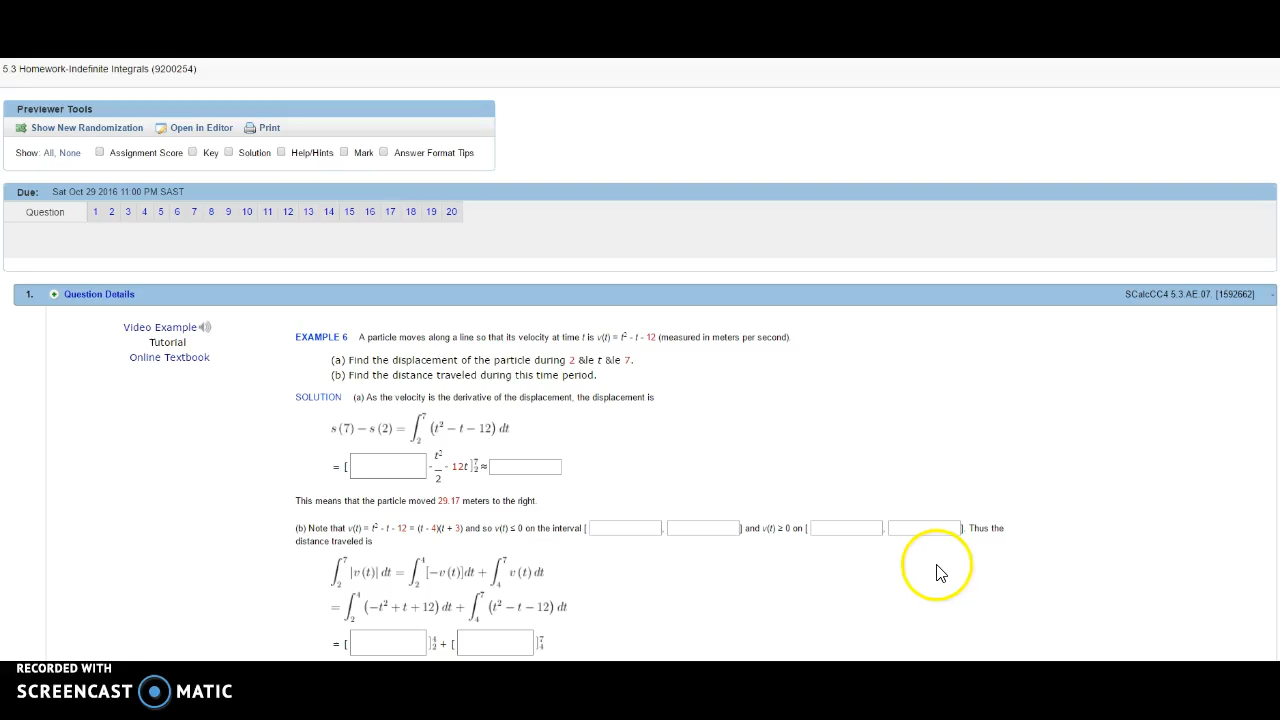 5.3 Homework-Indefinite Integrals (9200254)
Previewer Tools
Show New Randomization Open in Editor Print
Show: All, None Assignment Score Key Solution Help/Hints Mark Answer Format Tips
Due: Sat Oct 29 2016 11:00 PM SAST
Question 1 2 3 4 5 6 7 8 9 10 11 12 13 14 15 16 17 18 19 20
1. Question Details SCalcCC4 5.3.AE.07. [1592662] -
Video Example
Tutorial
Online Textbook
EXAMPLE 6 A particle moves along a line so that its velocity at time t is v(t) = t² - t - 12 (measured in meters per second).
(a) Find the displacement of the particle during 2 &le t &le 7.
(b) Find the distance traveled during this time period.
SOLUTION (a) As the velocity is the derivative of the displacement, the displacement is
s (7) − s (2) = ∫₂⁷ (t² − t − 12) dt
= [ - t²/2 - 12t ]₂⁷ ≈
This means that the particle moved 29.17 meters to the right.
(b) Note that v(t) = t² - t - 12 = (t - 4)(t + 3) and so v(t) ≤ 0 on the interval [ , ] and v(t) ≥ 0 on [ , ]. Thus the
distance traveled is
∫₂⁷ |v (t)| dt = ∫₂⁴ [−v (t)]dt + ∫₄⁷ v (t) dt
= ∫₂⁴ (−t² + t + 12) dt + ∫₄⁷ (t² − t − 12) dt
= [ ]₂⁴ + [ ]₄⁷
RECORDED WITH
SCREENCAST MATIC